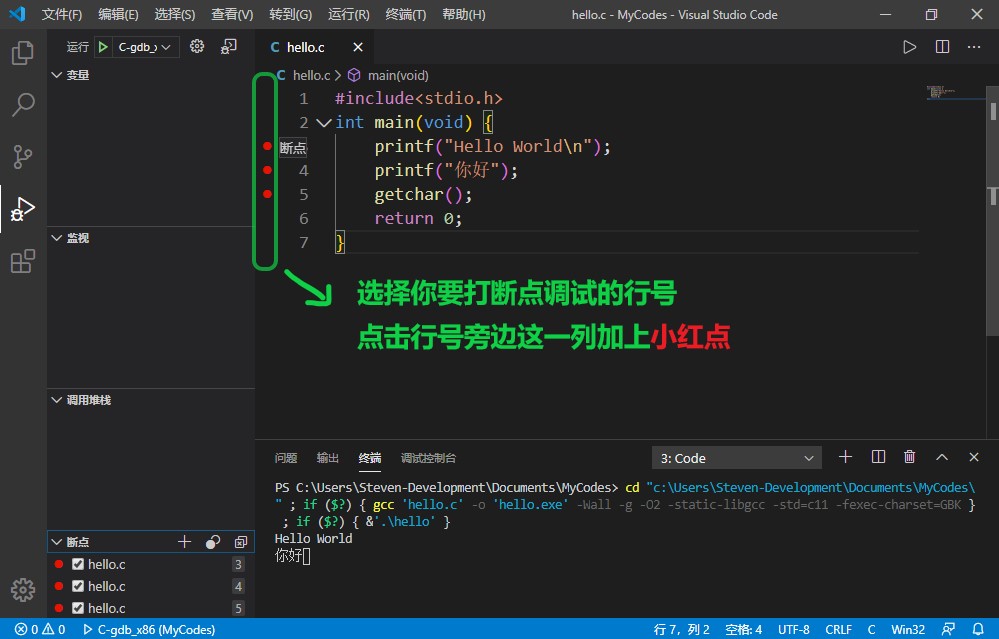 文件(F) 编辑(E) 选择(S) 查看(V) 转到(G) 运行(R) 终端(T) 帮助(H) hello.c - MyCodes - Visual Studio Code
运行 C-gdb_x
C hello.c
变量
C hello.c > main(void)
1 #include<stdio.h>
2 int main(void) {
断点 printf("Hello World\n");
4 printf("你好");
5 getchar();
6 return 0;
7 }
监视
选择你要打断点调试的行号
点击行号旁边这一列加上小红点
调用堆栈
问题 输出 终端 调试控制台 3: Code
PS C:\Users\Steven-Development\Documents\MyCodes> cd "c:\Users\Steven-Development\Documents\MyCodes\
" ; if ($?) { gcc 'hello.c' -o 'hello.exe' -Wall -g -O2 -static-libgcc -std=c11 -fexec-charset=GBK }
; if ($?) { &'.\hello' }
Hello World
你好
断点
hello.c 3
hello.c 4
hello.c 5
0 0 C-gdb_x86 (MyCodes) 行 7，列 2 空格: 4 UTF-8 CRLF C Win32